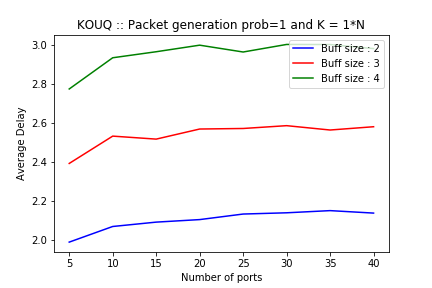 KOUQ :: Packet generation prob=1 and K = 1*N
Buff size : 2
Buff size : 3
Buff size : 4
Average Delay
3.0
2.8
2.6
2.4
2.2
2.0
5 10 15 20 25 30 35 40
Number of ports